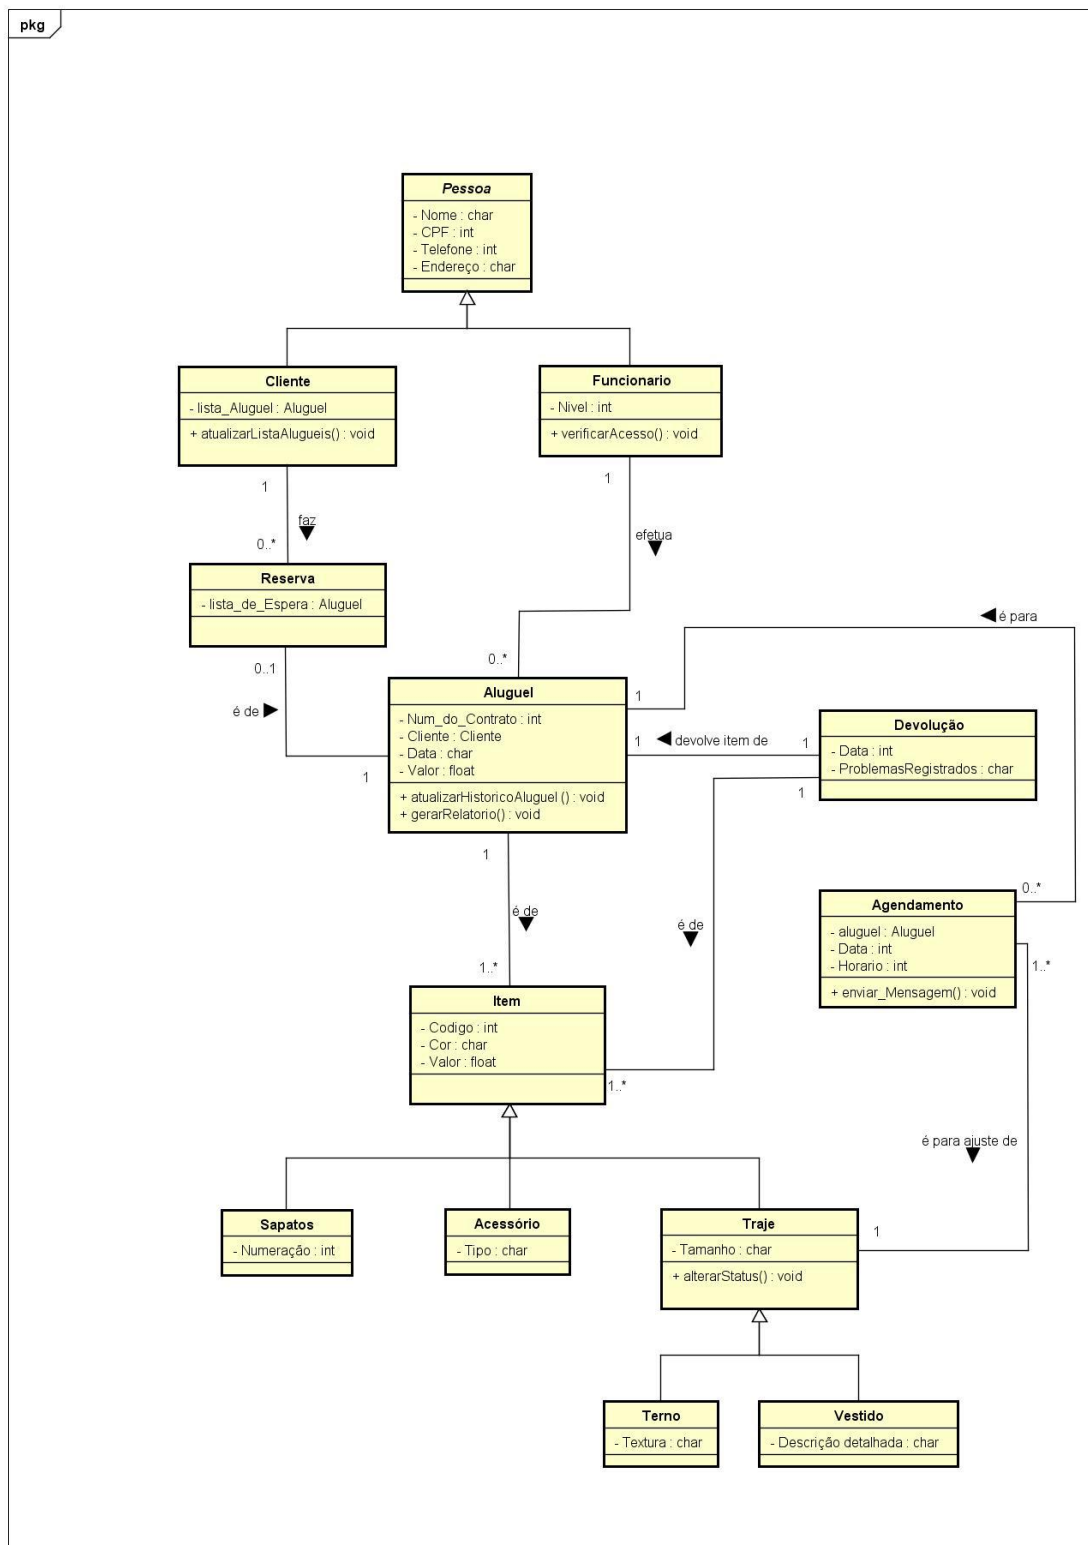 pkg
Pessoa
- Nome : char
- CPF : int
- Telefone : int
- Endereço : char
Cliente
- lista_Aluguel : Aluguel
+ atualizarListaAlugueis() : void
Funcionario
- Nivel : int
+ verificarAcesso() : void
1
1
faz
efetua
0..*
Reserva
- lista_de_Espera : Aluguel
é para
0..1
0..*
é de
Aluguel
- Num_do_Contrato : int
- Cliente : Cliente
- Data : char
- Valor : float
+ atualizarHistoricoAluguel () : void
+ gerarRelatorio() : void
1
1
devolve item de
1
1
Devolução
- Data : int
- ProblemasRegistrados : char
1
1
0..*
Agendamento
- aluguel : Aluguel
- Data : int
- Horario : int
+ enviar_Mensagem() : void
é de
é de
1..*
1..*
Item
- Codigo : int
- Cor : char
- Valor : float
1..*
é para ajuste de
Sapatos
- Numeração : int
Acessório
- Tipo : char
Traje
- Tamanho : char
+ alterarStatus() : void
1
Terno
- Textura : char
Vestido
- Descrição detalhada : char